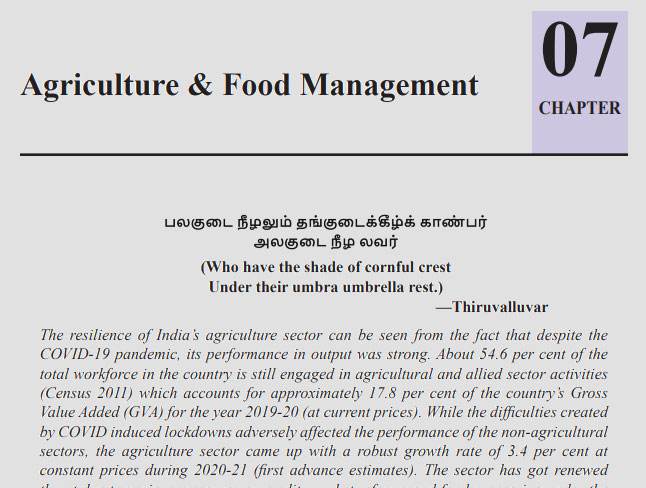 07
Agriculture & Food Management
CHAPTER
பலகுடை நீழலும் தங்குடைக்கீழ்க் காண்பர்
அலகுடை நீழ லவர்
(Who have the shade of cornful crest
Under their umbra umbrella rest.)
—Thiruvalluvar
The resilience of India's agriculture sector can be seen from the fact that despite the
COVID-19 pandemic, its performance in output was strong. About 54.6 per cent of the
total workforce in the country is still engaged in agricultural and allied sector activities
(Census 2011) which accounts for approximately 17.8 per cent of the country's Gross
Value Added (GVA) for the year 2019-20 (at current prices). While the difficulties created
by COVID induced lockdowns adversely affected the performance of the non-agricultural
sectors, the agriculture sector came up with a robust growth rate of 3.4 per cent at
constant prices during 2020-21 (first advance estimates). The sector has got renewed